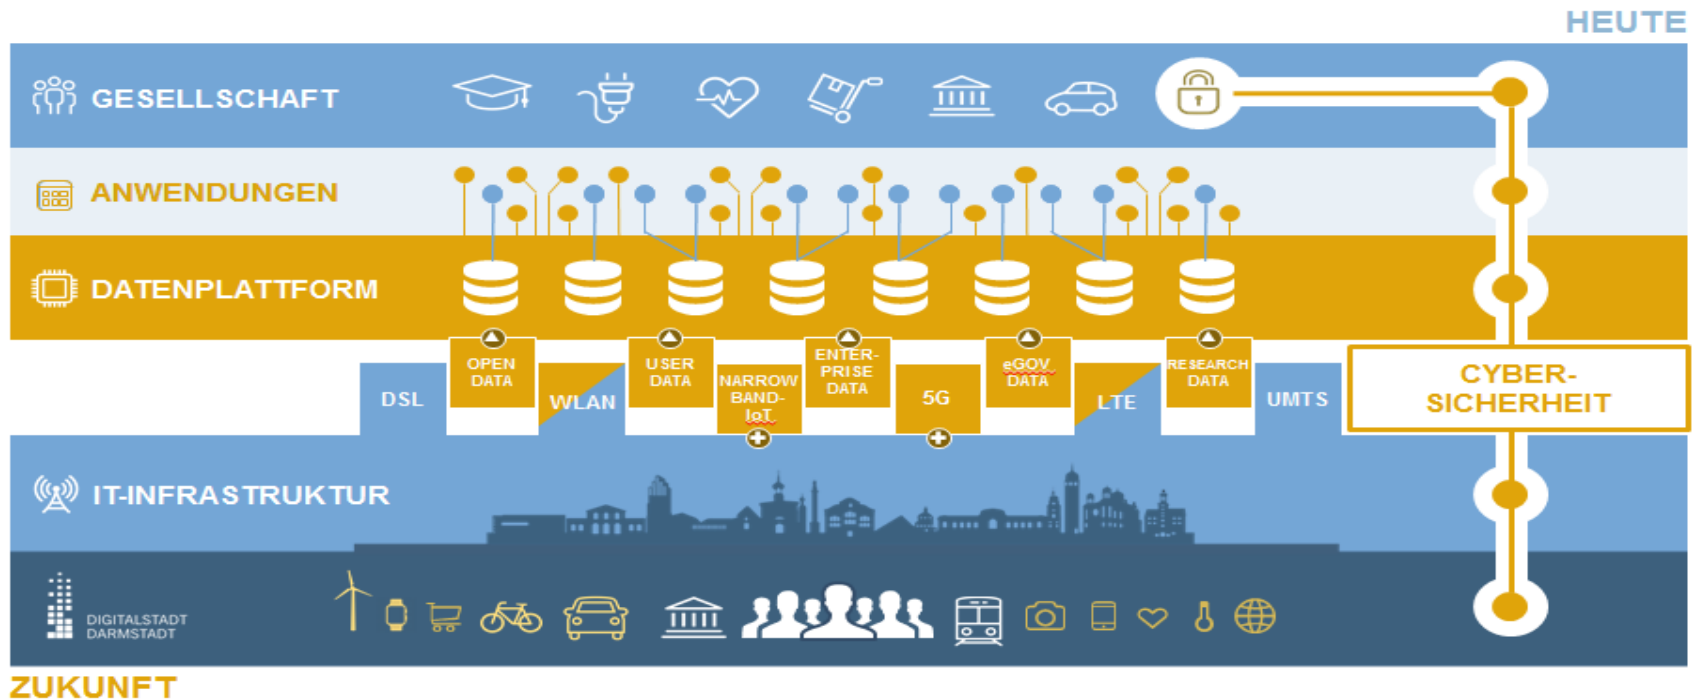 HEUTE
GESELLSCHAFT
ANWENDUNGEN
DATENPLATTFORM
OPEN
DATA
USER
DATA
ENTER-
PRISE
DATA
eGOV
DATA
RESEARCH
DATA
DSL
WLAN
NARROW
BAND-
IoT
5G
LTE
UMTS
CYBER-
SICHERHEIT
IT-INFRASTRUKTUR
DIGITALSTADT
DARMSTADT
ZUKUNFT